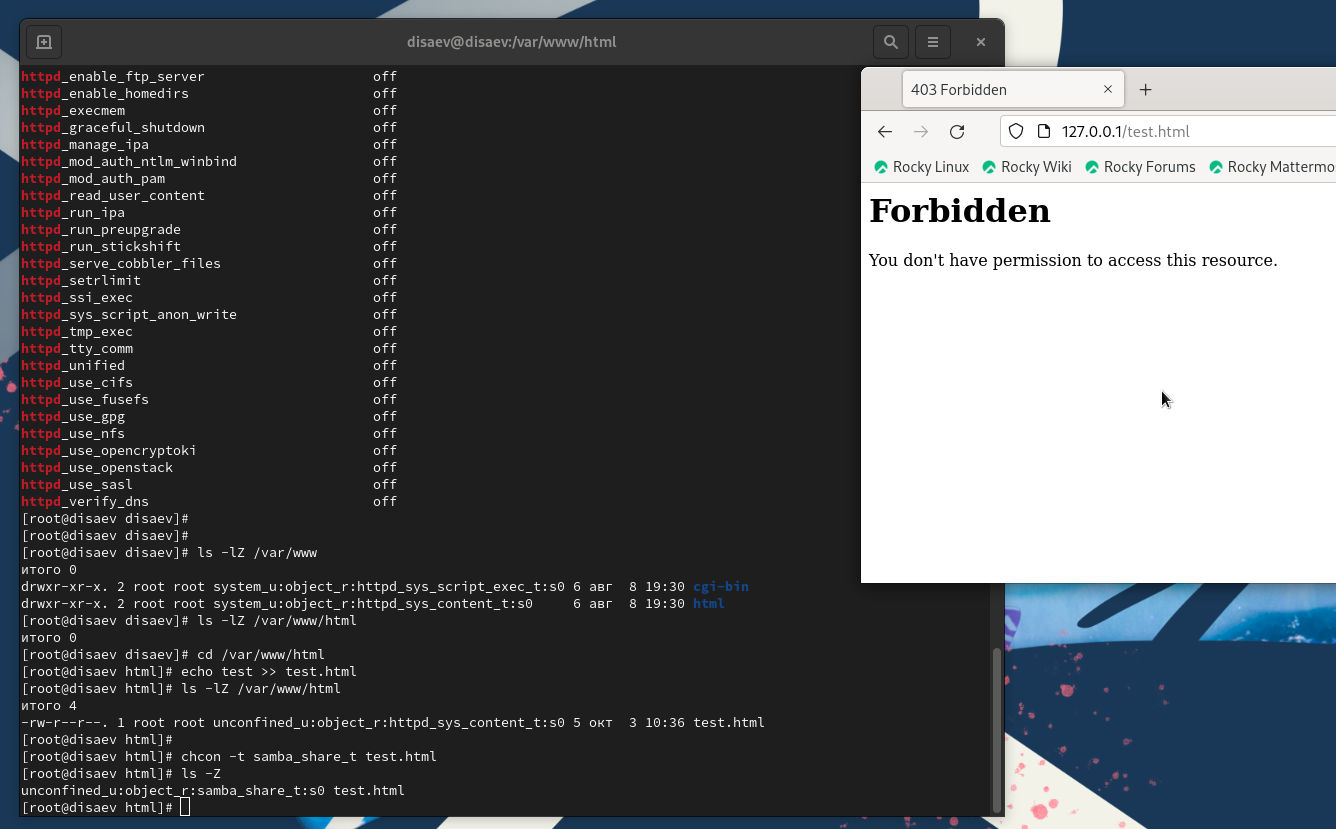 disaev@disaev:/var/www/html
httpd_enable_ftp_server off
httpd_enable_homedirs off
httpd_execmem off
httpd_graceful_shutdown off
httpd_manage_ipa off
httpd_mod_auth_ntlm_winbind off
httpd_mod_auth_pam off
httpd_read_user_content off
httpd_run_ipa off
httpd_run_preupgrade off
httpd_run_stickshift off
httpd_serve_cobbler_files off
httpd_setrlimit off
httpd_ssi_exec off
httpd_sys_script_anon_write off
httpd_tmp_exec off
httpd_tty_comm off
httpd_unified off
httpd_use_cifs off
httpd_use_fusefs off
httpd_use_gpg off
httpd_use_nfs off
httpd_use_opencryptoki off
httpd_use_openstack off
httpd_use_sasl off
httpd_verify_dns off
[root@disaev disaev]#
[root@disaev disaev]#
[root@disaev disaev]# ls -lZ /var/www
итого 0
drwxr-xr-x. 2 root root system_u:object_r:httpd_sys_script_exec_t:s0 6 авг  8 19:30 cgi-bin
drwxr-xr-x. 2 root root system_u:object_r:httpd_sys_content_t:s0     6 авг  8 19:30 html
[root@disaev disaev]# ls -lZ /var/www/html
итого 0
[root@disaev disaev]# cd /var/www/html
[root@disaev html]# echo test >> test.html
[root@disaev html]# ls -lZ /var/www/html
итого 4
-rw-r--r--. 1 root root unconfined_u:object_r:httpd_sys_content_t:s0 5 окт  3 10:36 test.html
[root@disaev html]#
[root@disaev html]# chcon -t samba_share_t test.html
[root@disaev html]# ls -Z
unconfined_u:object_r:samba_share_t:s0 test.html
[root@disaev html]#
403 Forbidden
127.0.0.1/test.html
Rocky Linux Rocky Wiki Rocky Forums Rocky Mattermo
Forbidden
You don't have permission to access this resource.